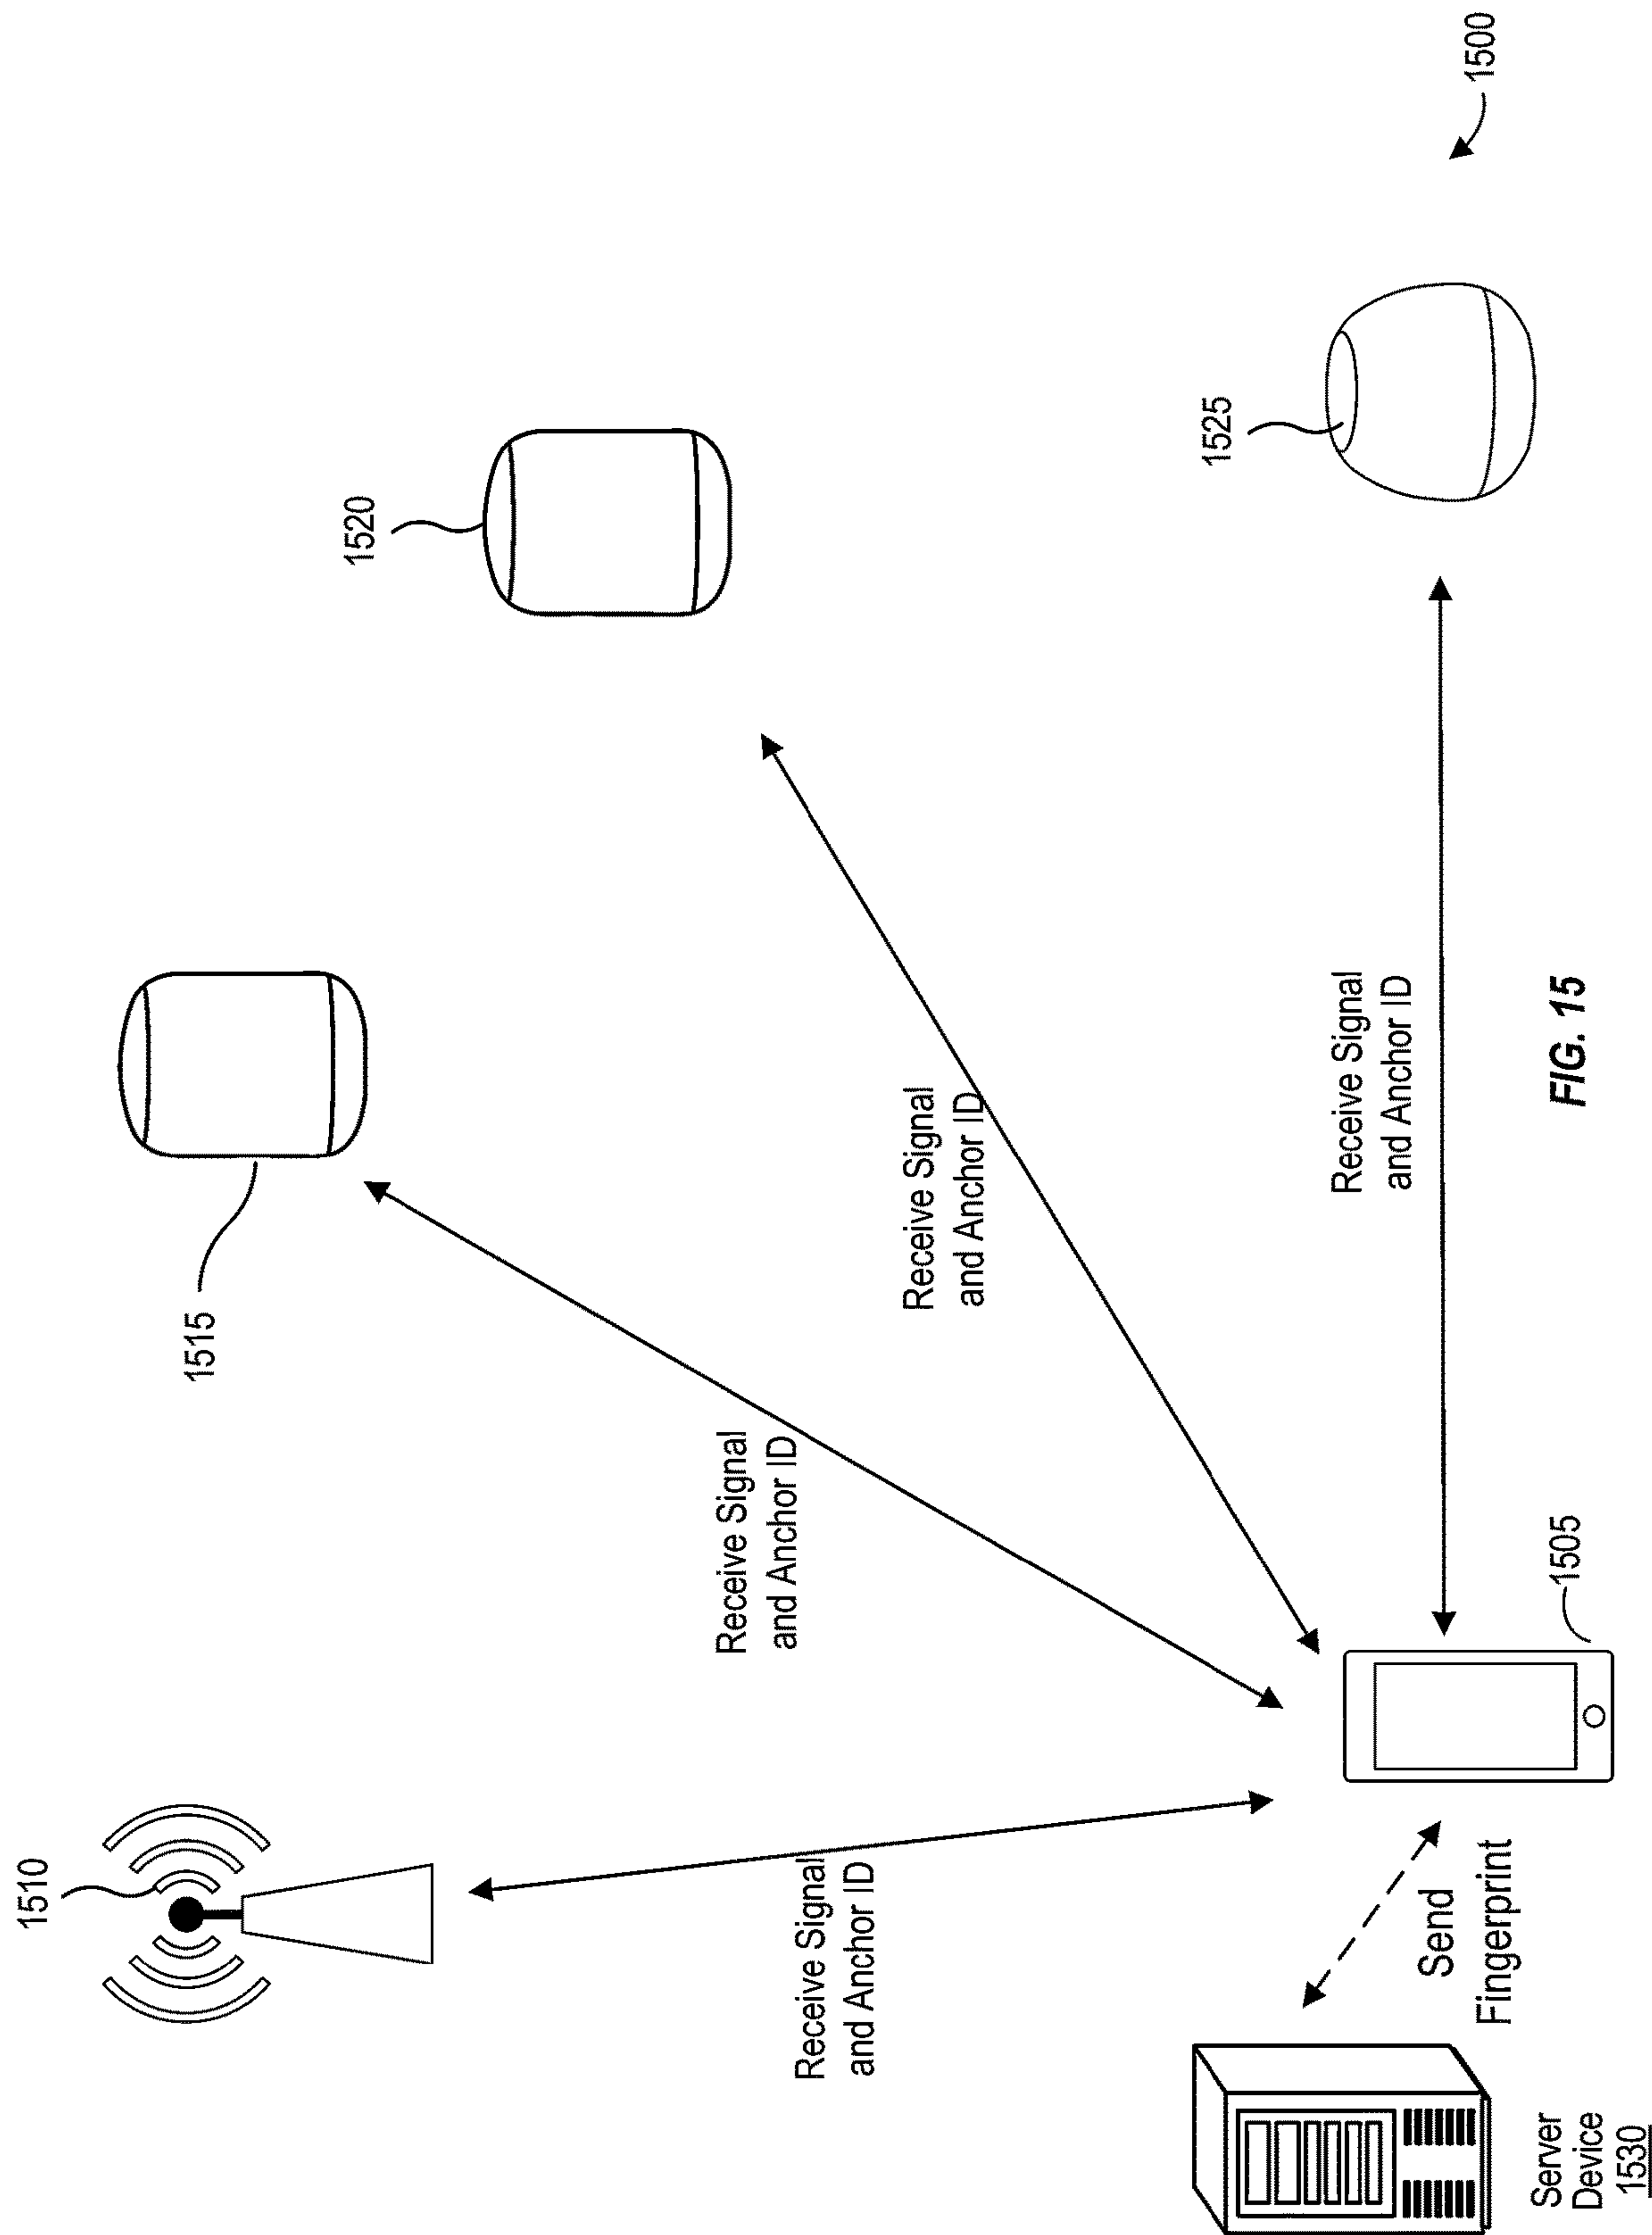 1510
1515
1520
1525
1500
Receive Signal
and Anchor ID
Receive Signal
and Anchor ID
Receive Signal
and Anchor ID
Receive Signal
and Anchor ID
Send
Fingerprint
1505
Server
Device
1530
FIG. 15